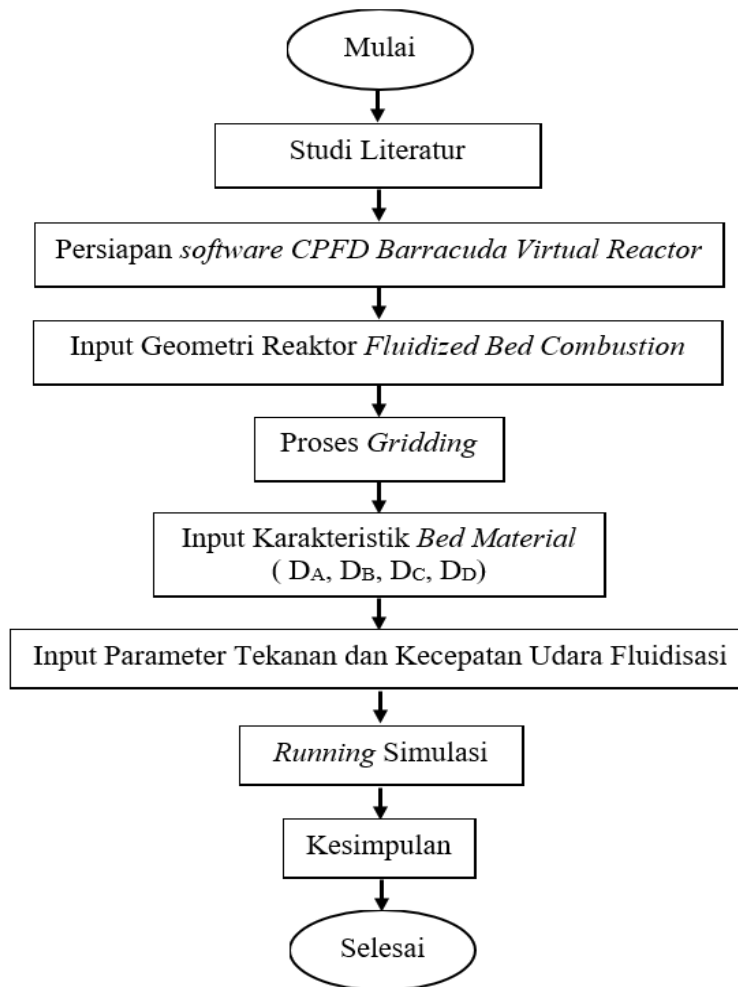 Mulai
Studi Literatur
Persiapan software CPFD Barracuda Virtual Reactor
Input Geometri Reaktor Fluidized Bed Combustion
Proses Gridding
Input Karakteristik Bed Material
( DA, DB, DC, DD)
Input Parameter Tekanan dan Kecepatan Udara Fluidisasi
Running Simulasi
Kesimpulan
Selesai